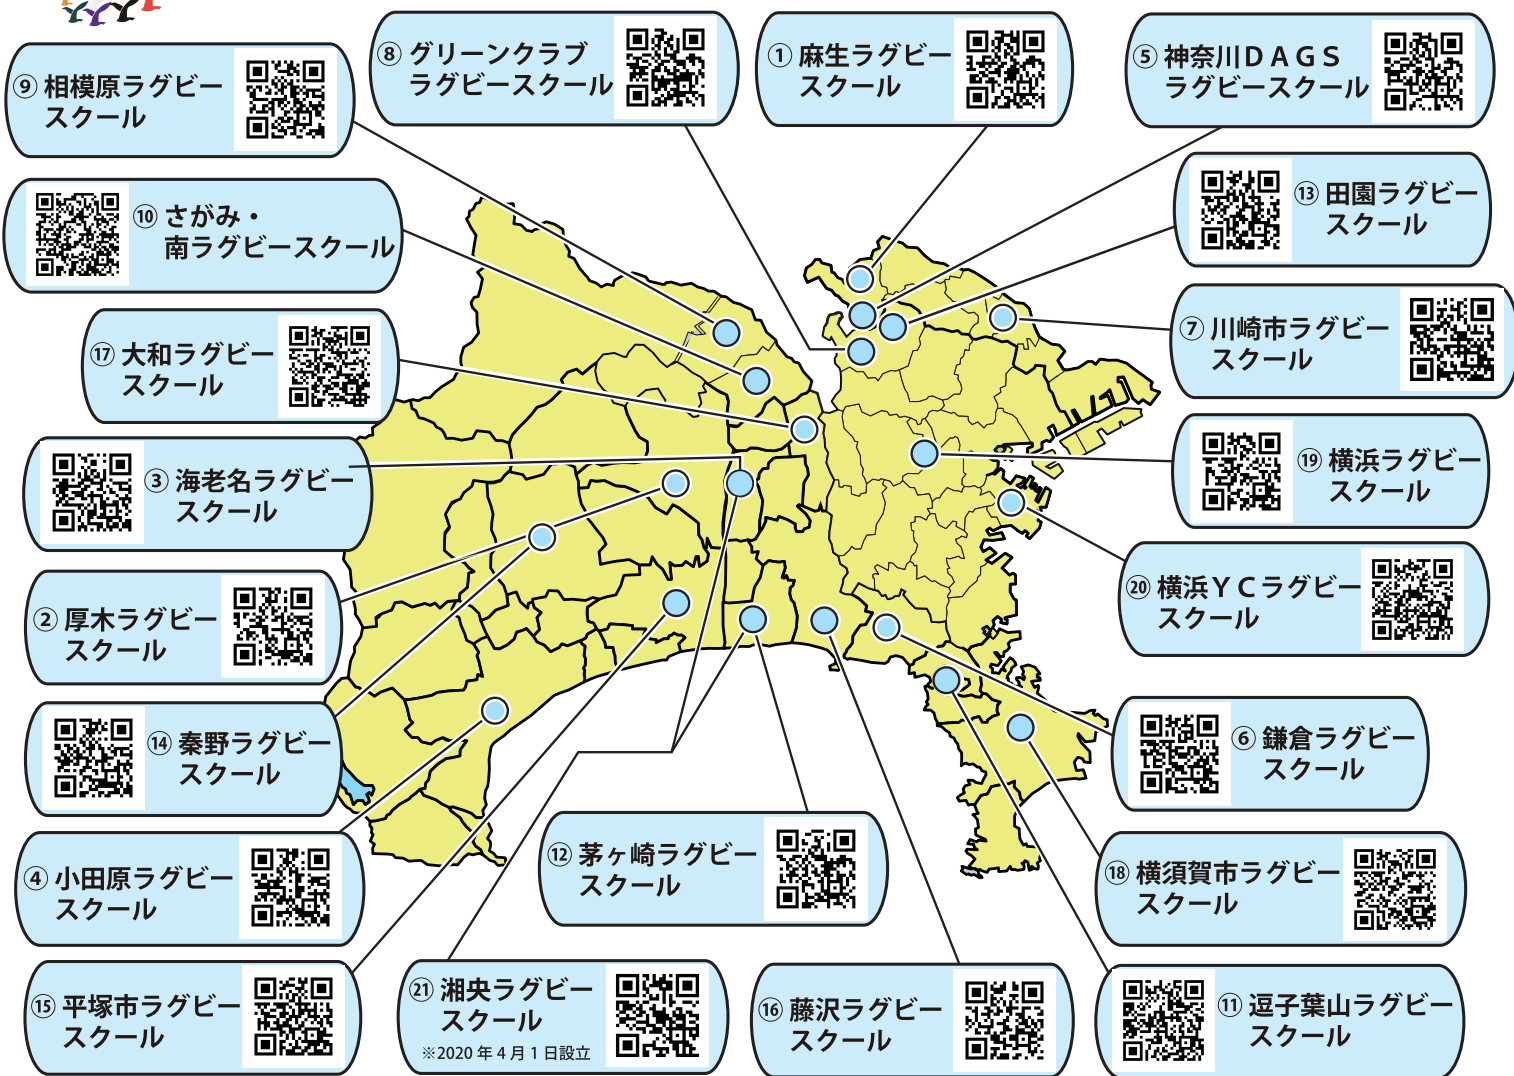 ⑨ 相模原ラグビー
スクール
⑧ グリーンクラブ
ラグビースクール
① 麻生ラグビー
スクール
⑤ 神奈川ＤＡＧＳ
ラグビースクール
⑩ さがみ・
南ラグビースクール
⑬ 田園ラグビー
スクール
⑰ 大和ラグビー
スクール
⑦ 川崎市ラグビー
スクール
③ 海老名ラグビー
スクール
⑲ 横浜ラグビー
スクール
② 厚木ラグビー
スクール
⑳ 横浜ＹＣラグビー
スクール
⑭ 秦野ラグビー
スクール
⑥ 鎌倉ラグビー
スクール
④ 小田原ラグビー
スクール
⑫ 茅ヶ崎ラグビー
スクール
⑱ 横須賀市ラグビー
スクール
⑮ 平塚市ラグビー
スクール
㉑ 湘央ラグビー
スクール
※2020 年 4 月 1 日設立
⑯ 藤沢ラグビー
スクール
⑪ 逗子葉山ラグビー
スクール